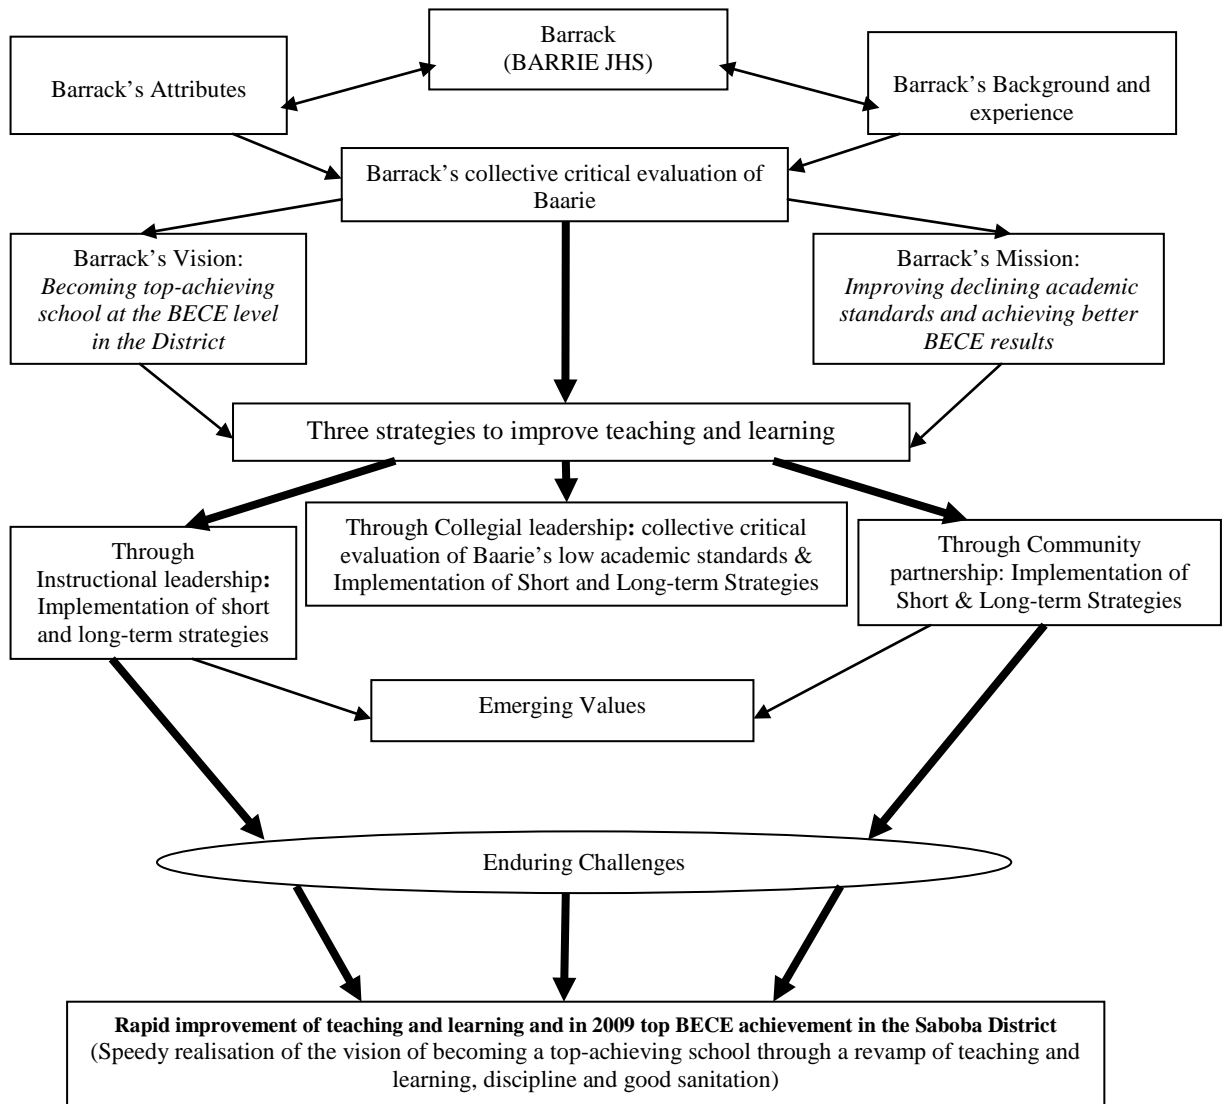 Barrack
(BARRIE JHS)
Barrack’s Attributes
Barrack’s Background and
experience
Barrack’s collective critical evaluation of
Baarie
Barrack’s Vision:
Becoming top-achieving
school at the BECE level
in the District
Barrack’s Mission:
Improving declining academic
standards and achieving better
BECE results
Three strategies to improve teaching and learning
Through
Instructional leadership:
Implementation of short
and long-term strategies
Through Collegial leadership: collective critical
evaluation of Baarie’s low academic standards &
Implementation of Short and Long-term Strategies
Through Community
partnership: Implementation of
Short & Long-term Strategies
Emerging Values
Enduring Challenges
Rapid improvement of teaching and learning and in 2009 top BECE achievement in the Saboba District
(Speedy realisation of the vision of becoming a top-achieving school through a revamp of teaching and
learning, discipline and good sanitation)